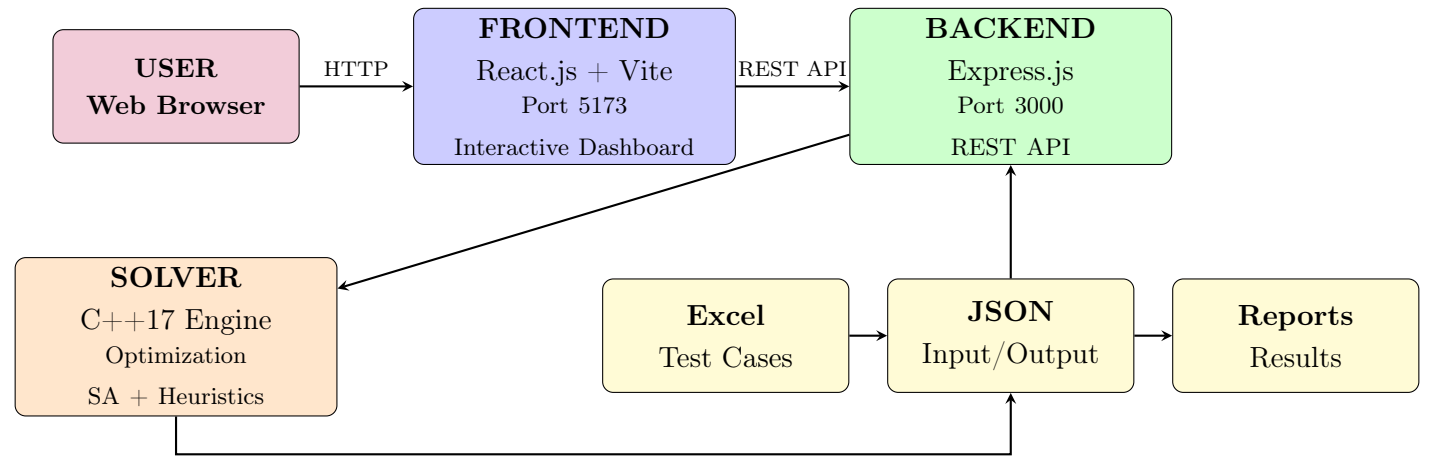 USER
Web Browser
HTTP
FRONTEND
React.js + Vite
Port 5173
Interactive Dashboard
REST API
BACKEND
Express.js
Port 3000
REST API
SOLVER
C++17 Engine
Optimization
SA + Heuristics
Excel
Test Cases
JSON
Input/Output
Reports
Results